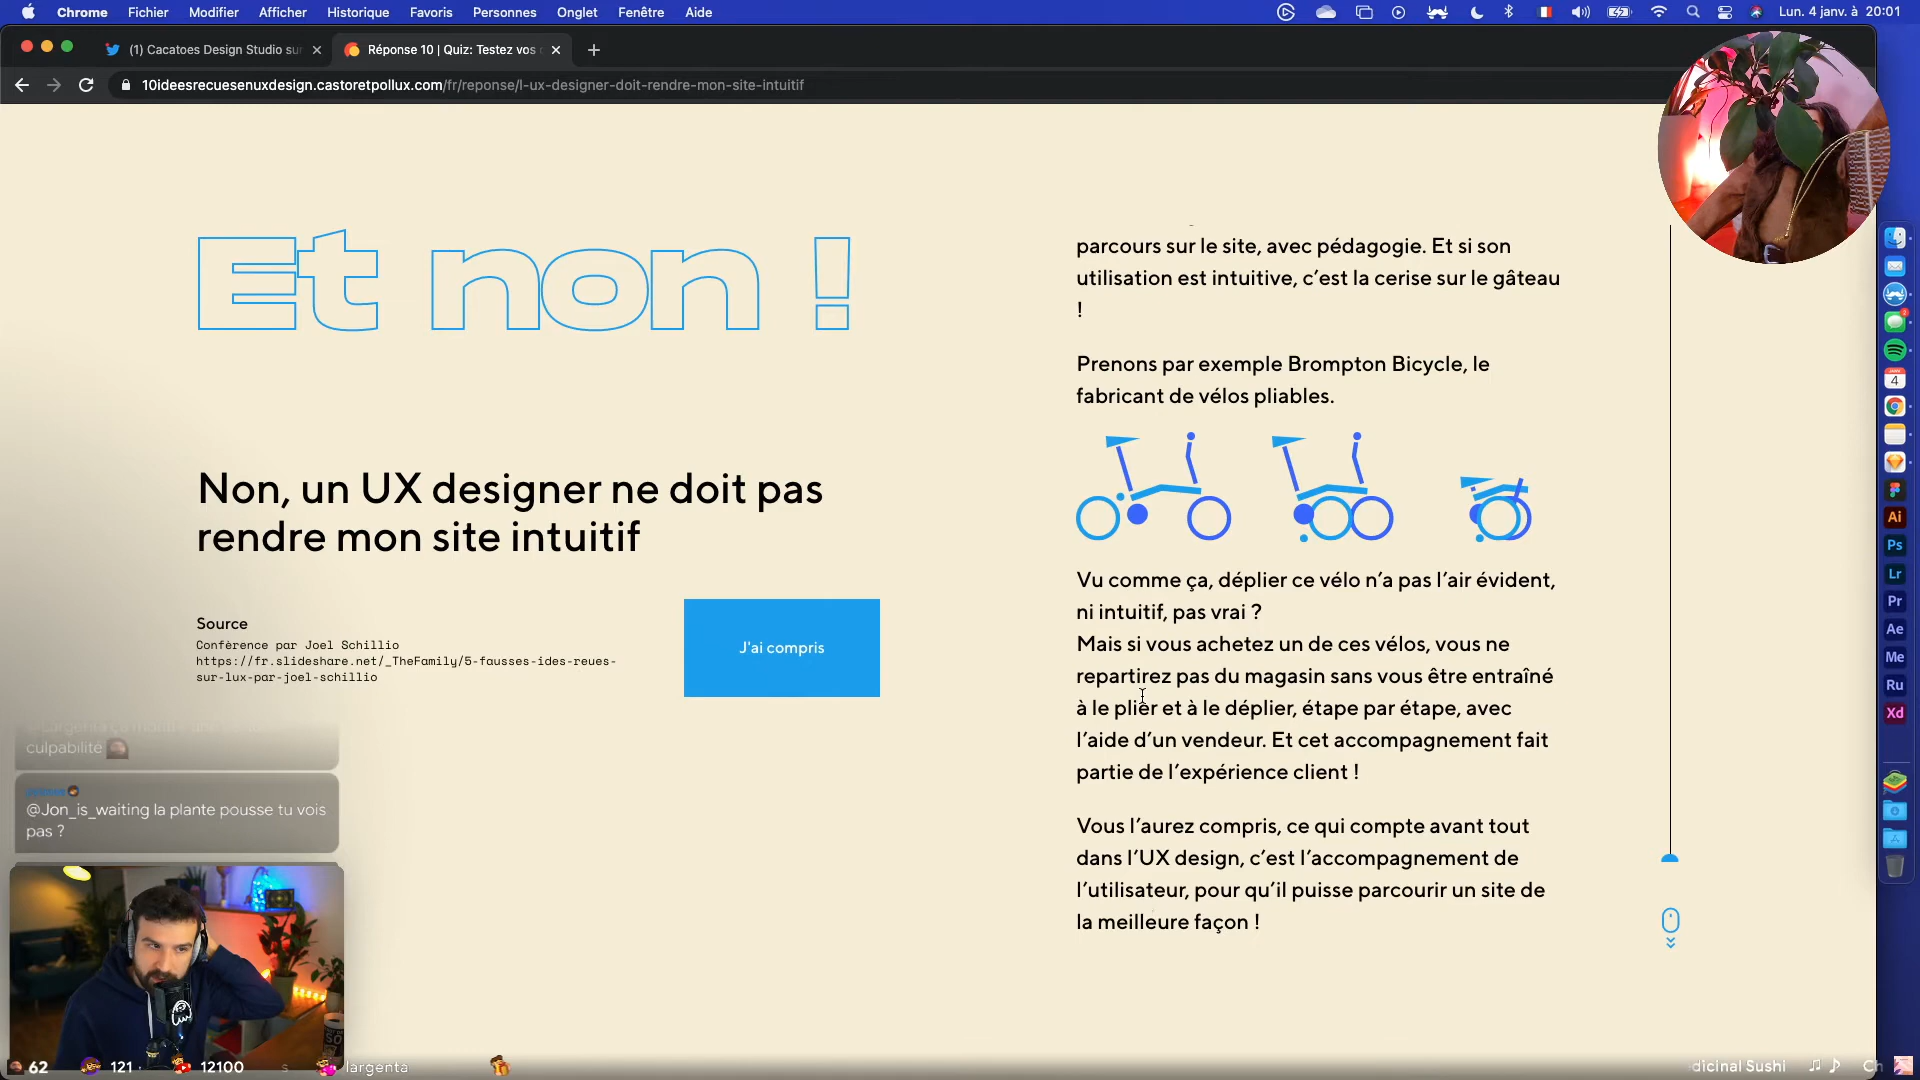 Chrome Fichier Modifier Afficher Historique Favoris Personnes Onglet Fenêtre Aide
Lun. 4 janv. à 20:01
(1) Cacatoes Design Studio sur
Réponse 10 | Quiz: Testez vos
10ideesrecuesenuxdesign.castoretpollux.com/fr/reponse/l-ux-designer-doit-rendre-mon-site-intuitif
Et non !
Non, un UX designer ne doit pas
rendre mon site intuitif
Source
Conférence par Joel Schillio
https://fr.slideshare.net/_TheFamily/5-fausses-ides-reues-
sur-lux-par-joel-schillio
J'ai compris
parcours sur le site, avec pédagogie. Et si son
utilisation est intuitive, c’est la cerise sur le gâteau
!
Prenons par exemple Brompton Bicycle, le
fabricant de vélos pliables.
Vu comme ça, déplier ce vélo n’a pas l’air évident,
ni intuitif, pas vrai ?
Mais si vous achetez un de ces vélos, vous ne
repartirez pas du magasin sans vous être entraîné
à le plier et à le déplier, étape par étape, avec
l’aide d’un vendeur. Et cet accompagnement fait
partie de l’expérience client !
Vous l’aurez compris, ce qui compte avant tout
dans l’UX design, c’est l’accompagnement de
l’utilisateur, pour qu’il puisse parcourir un site de
la meilleure façon !
culpabilité
@Jon_is_waiting la plante pousse tu vois
pas ?
62 121 12100 s largenta
dicinal Sushi Ch
4
Ai
Ps
Lr
Pr
Ae
Me
Ru
Xd